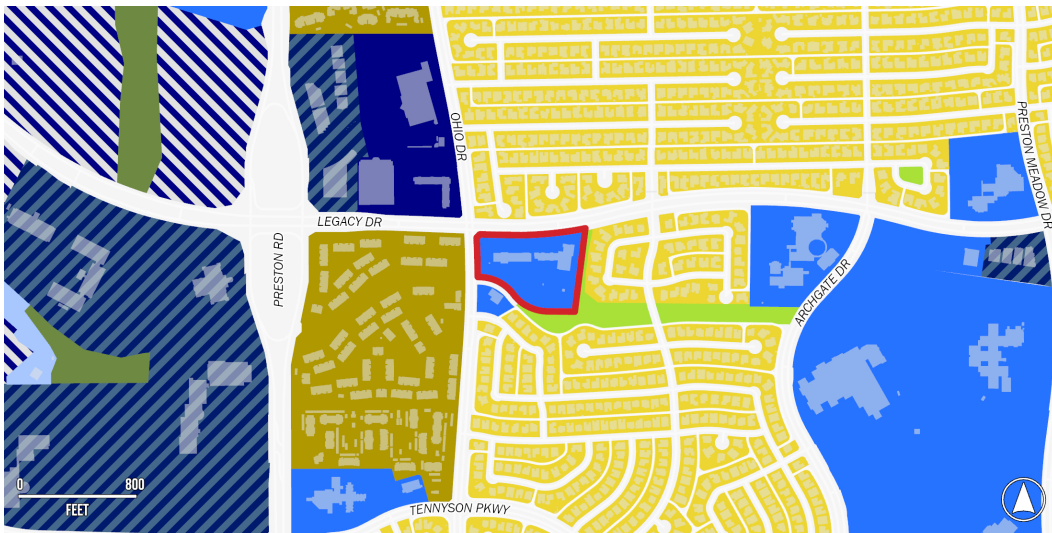 OHIO DR
PRESTON MEADOW DR
LEGACY DR
PRESTON RD
ARCHGATE DR
0 800
FEET
TENNYSON PKWY